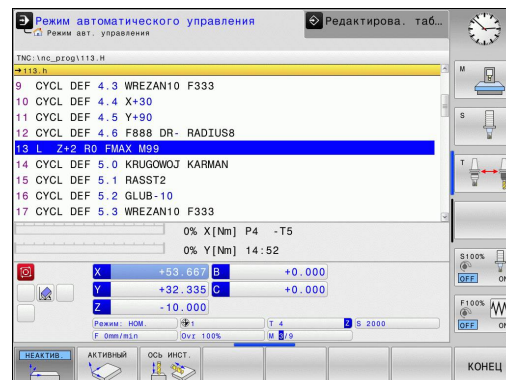 Режим автоматического управления
Режим авт. управления
Редактирова. таб...
TNC:\nc_prog\113.H
→113.h
9 CYCL DEF 4.3 WREZAN10 F333
10 CYCL DEF 4.4 X+30
11 CYCL DEF 4.5 Y+90
12 CYCL DEF 4.6 F888 DR- RADIUS8
13 L Z+2 R0 FMAX M99
14 CYCL DEF 5.0 KRUGOWOJ KARMAN
15 CYCL DEF 5.1 RASST2
16 CYCL DEF 5.2 GLUB-10
17 CYCL DEF 5.3 WREZAN10 F333
0% X[Nm] P4 -T5
0% Y[Nm] 14:52
X +53.667 B +0.000
Y +32.335 C +0.000
Z -10.000
Режим: НОМ. 1 T 4 Z S 2000
F 0mm/min Ovr 100% M 3/9
M
S
T
S100%
OFF ON
F100%
OFF ON
НЕАКТИВ.
АКТИВНЫЙ
ОСЬ ИНСТ.
КОНЕЦ